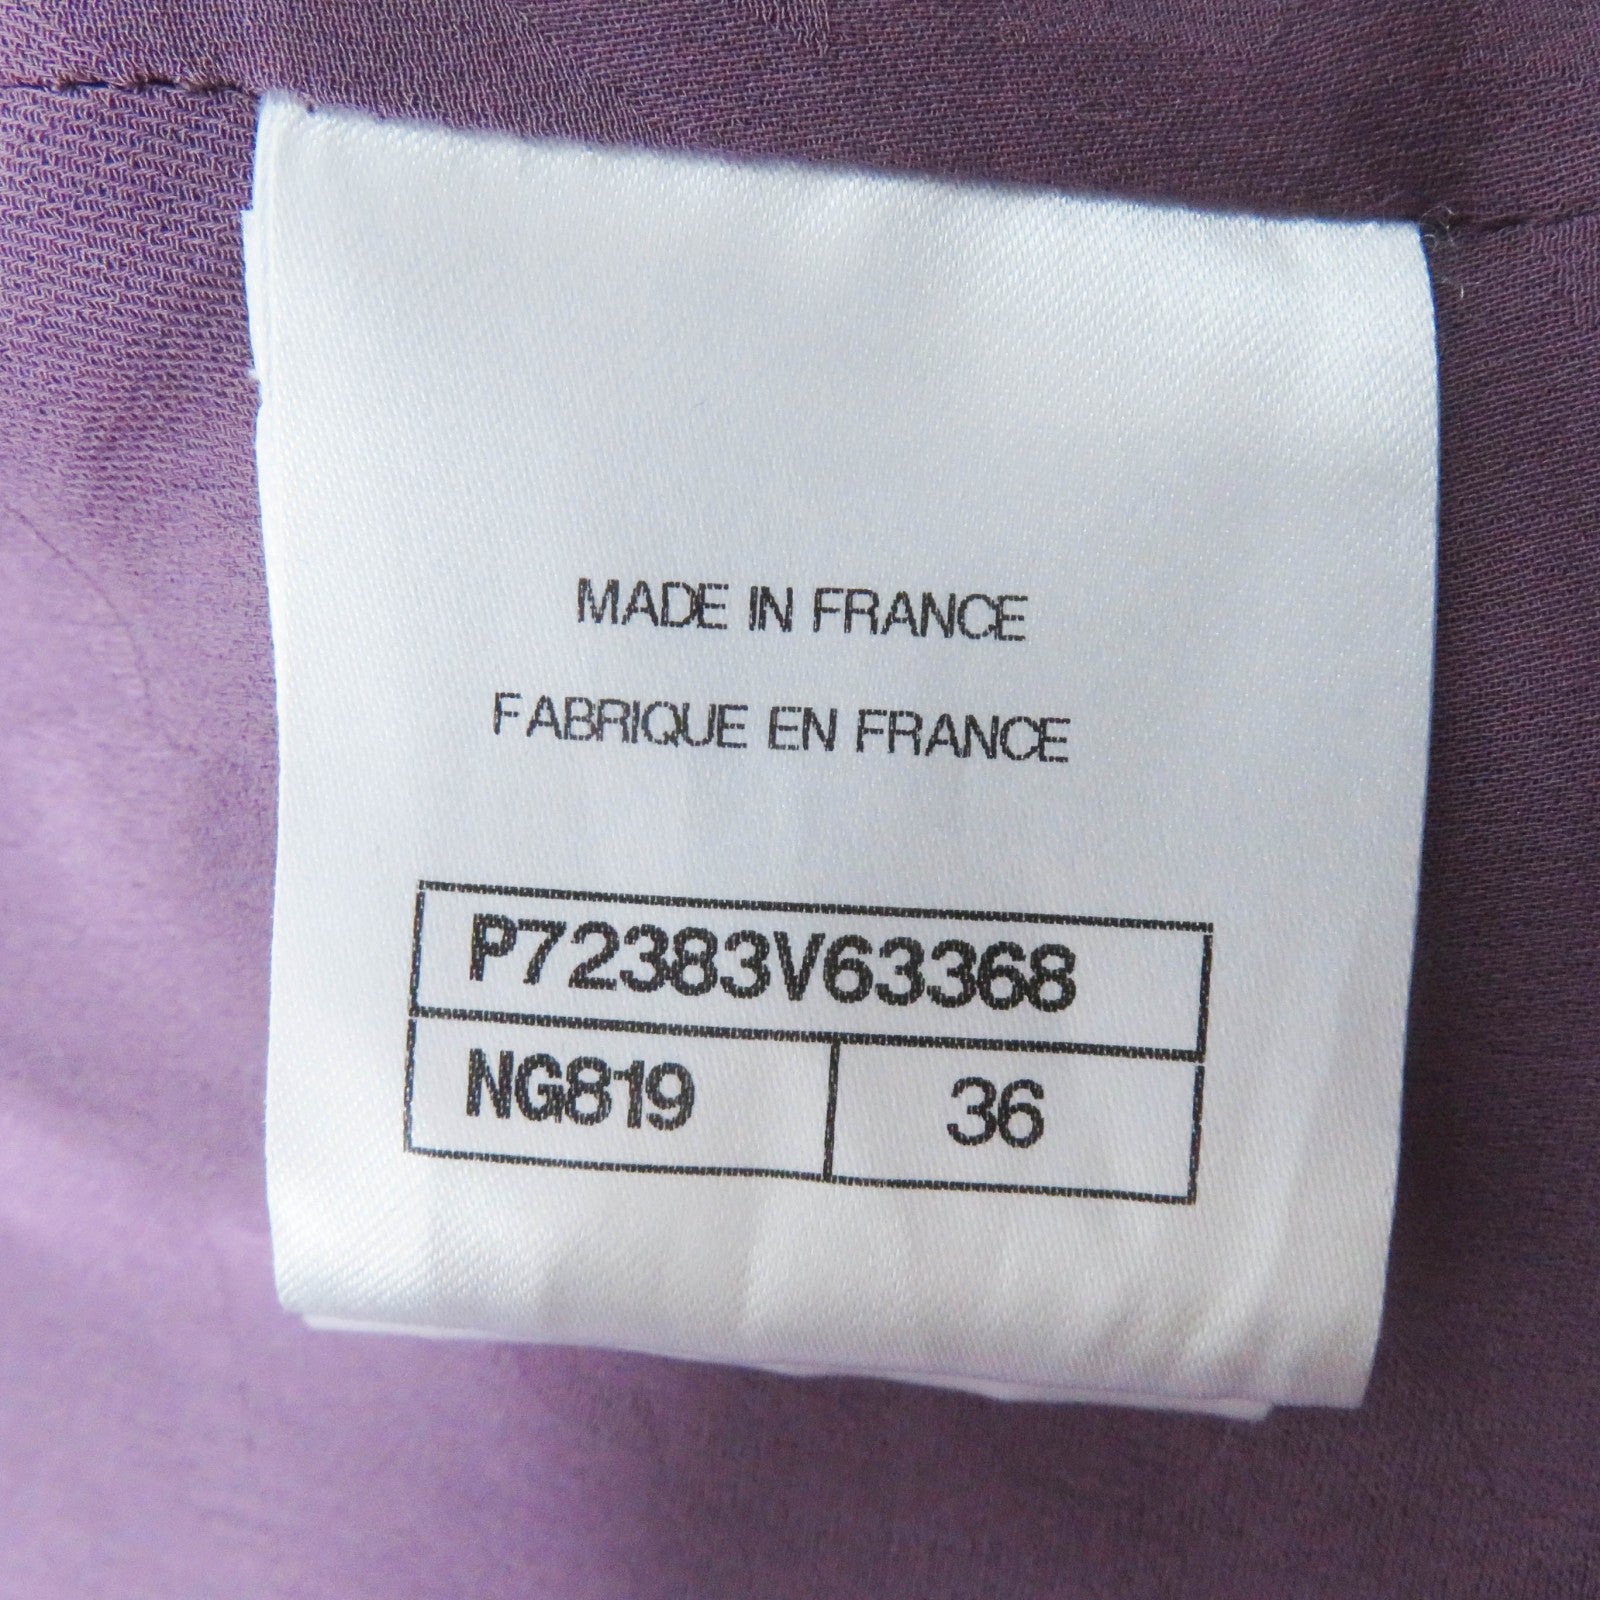 MADE IN FRANCE
FABRIQUE EN FRANCE
P72383V63368
NG819 36